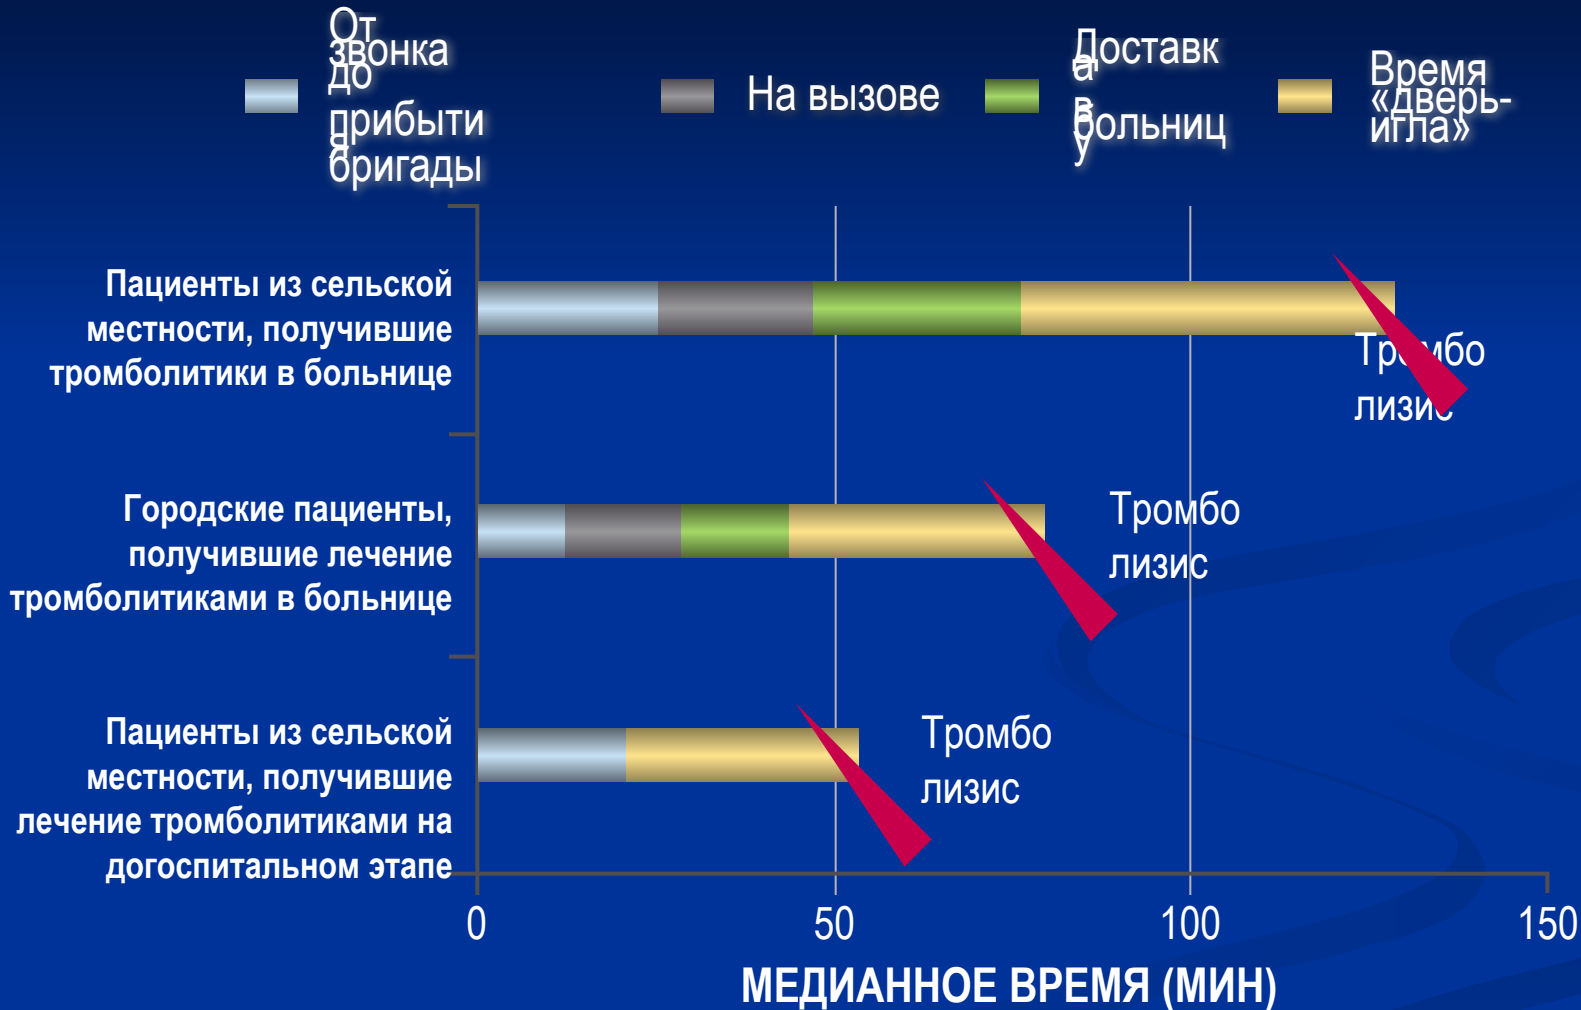 От
звонка
до
прибыти
я
бригады
На вызове
Доставк
а
в
больниц
у
Время
«дверь-
игла»
Пациенты из сельской
местности, получившие
тромболитики в больнице
Тромбо
лизис
Городские пациенты,
получившие лечение
тромболитиками в больнице
Тромбо
лизис
Пациенты из сельской
местности, получившие
лечение тромболитиками на
догоспитальном этапе
Тромбо
лизис
0 50 100 150
МЕДИАННОЕ ВРЕМЯ (МИН)